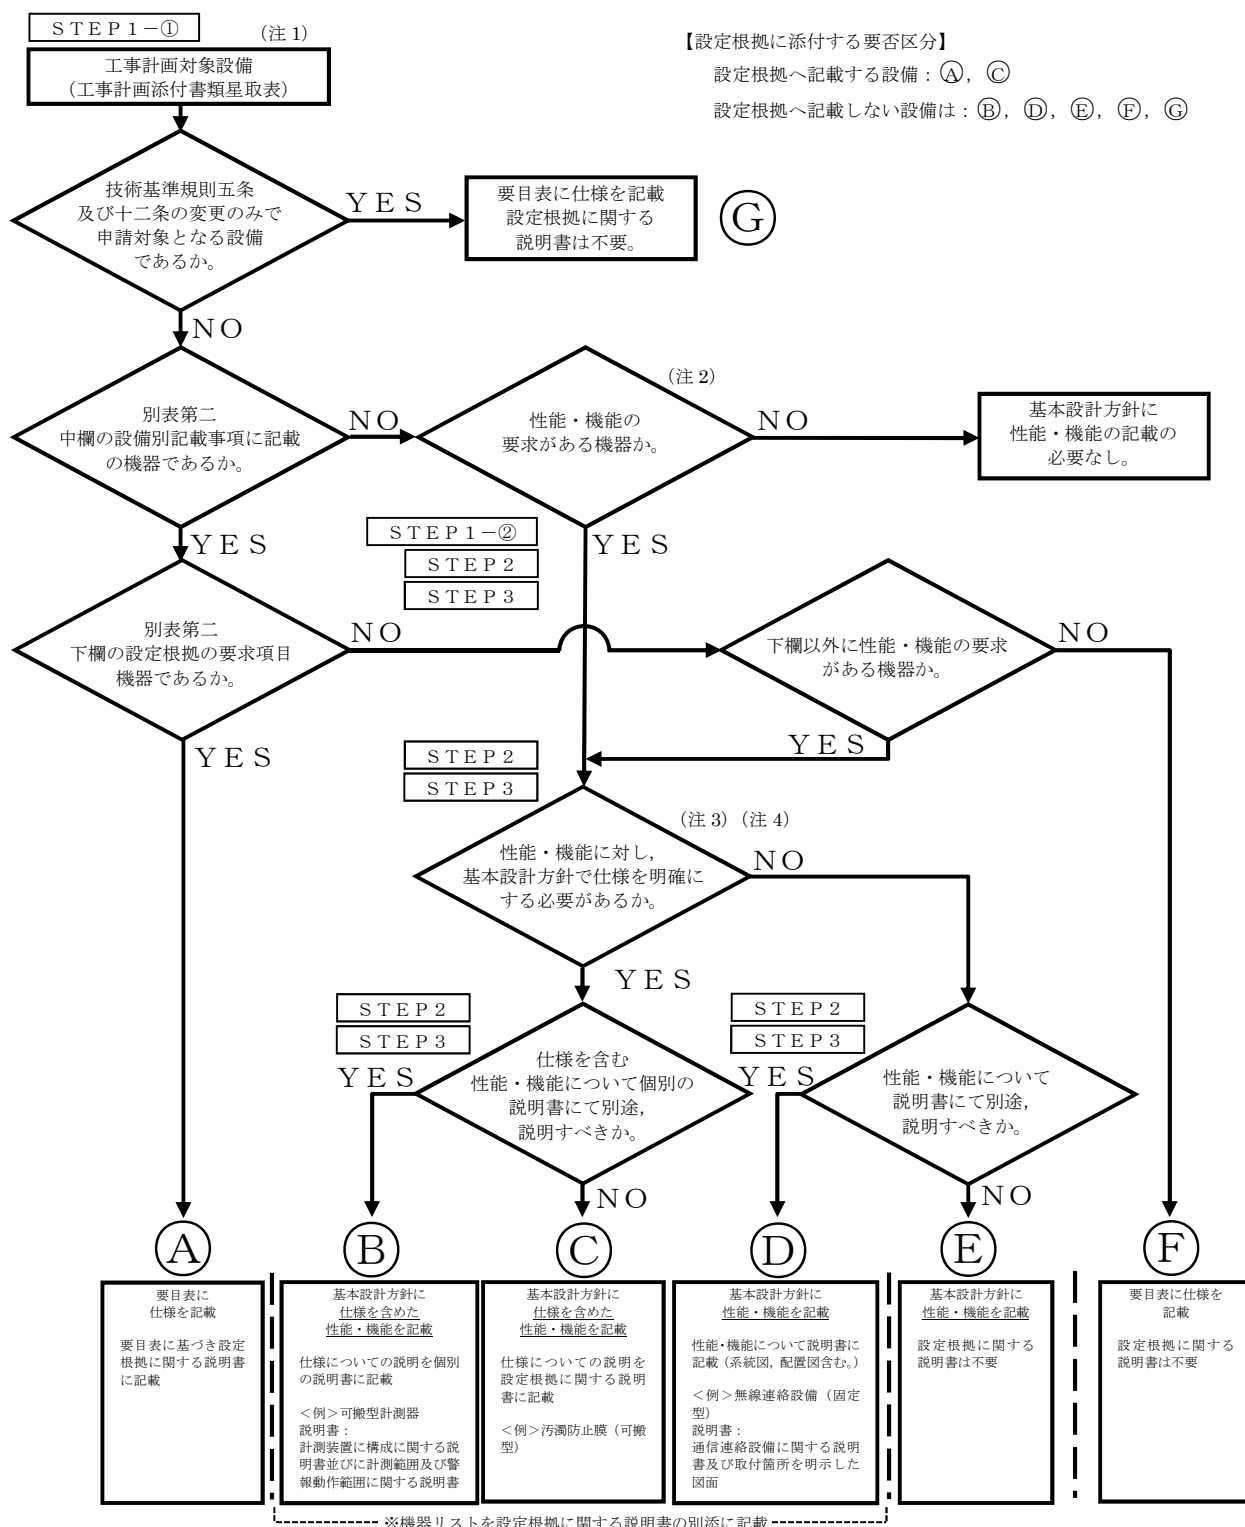 STEP1-①
(注 1)
工事計画対象設備
(工事計画添付書類星取表)
【設定根拠に添付する要否区分】
設定根拠へ記載する設備：Ⓐ，Ⓒ
設定根拠へ記載しない設備は：Ⓑ，Ⓓ，Ⓔ，Ⓕ，Ⓖ
技術基準規則五条
及び十二条の変更のみで
申請対象となる設備
であるか。
YES
要目表に仕様を記載
設定根拠に関する
説明書は不要。
G
NO
別表第二
中欄の設備別記載事項に記載
の機器であるか。
NO
(注 2)
性能・機能の
要求がある機器か。
NO
基本設計方針に
性能・機能の記載の
必要なし。
YES
STEP1-②
STEP2
STEP3
YES
別表第二
下欄の設定根拠の要求項目
機器であるか。
NO
下欄以外に性能・機能の要求
がある機器か。
NO
YES
YES
STEP2
STEP3
(注 3) (注 4)
性能・機能に対し，
基本設計方針で仕様を明確に
する必要があるか。
NO
YES
STEP2
STEP3
YES
仕様を含む
性能・機能について個別の
説明書にて別途，
説明すべきか。
NO
STEP2
STEP3
YES
性能・機能について
説明書にて別途，
説明すべきか。
NO
A
要目表に
仕様を記載
要目表に基づき設定
根拠に関する説明書
に記載
B
基本設計方針に
仕様を含めた
性能・機能を記載
仕様についての説明を個別
の説明書に記載
＜例＞可搬型計測器
説明書：
計測装置に構成に関する説
明書並びに計測範囲及び警
報動作範囲に関する説明書
C
基本設計方針に
仕様を含めた
性能・機能を記載
仕様についての説明を
設定根拠に関する説明
書に記載
＜例＞汚濁防止膜（可搬
型）
D
基本設計方針に
性能・機能を記載
性能・機能について説明書に
記載（系統図，配置図含む。）
＜例＞無線連絡設備（固定
型）
説明書：
通信連絡設備に関する説明
書及び取付箇所を明示した
図面
E
基本設計方針に
性能・機能を記載
設定根拠に関する
説明書は不要
F
要目表に仕様を
記載
設定根拠に関する
説明書は不要
※機器リストを設定根拠に関する説明書の別添に記載